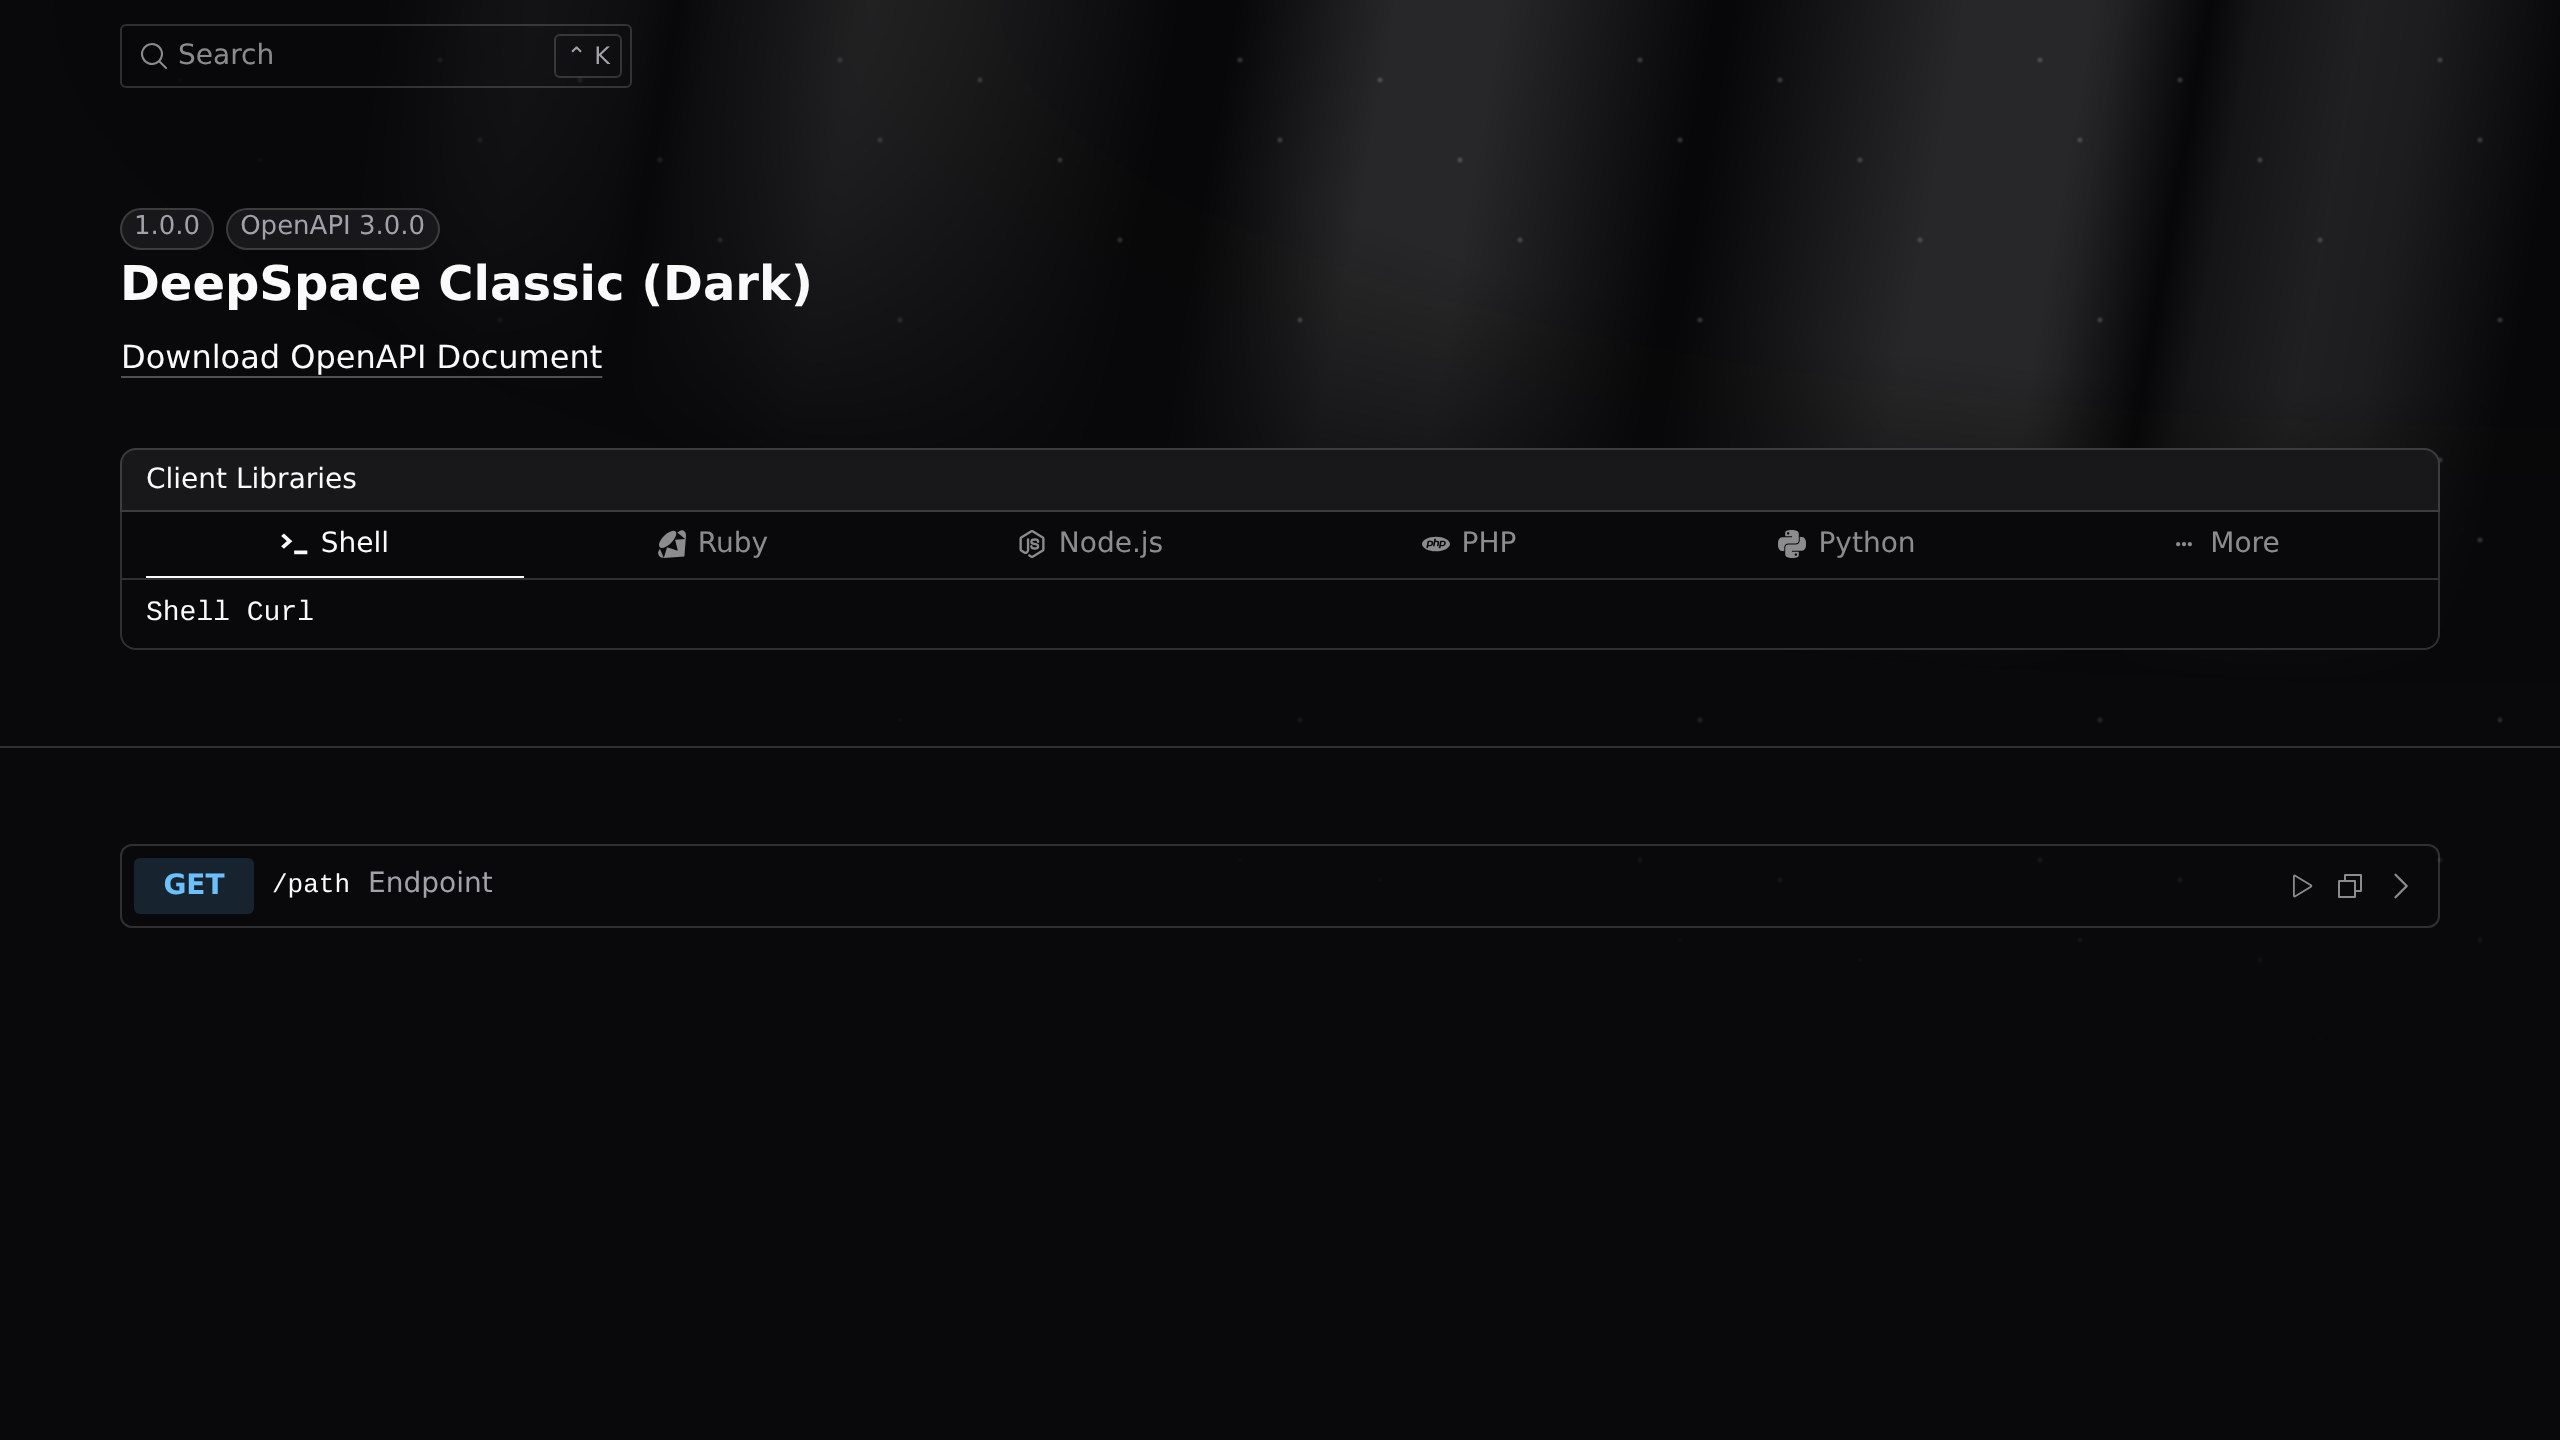 Search ⌃ K
1.0.0 OpenAPI 3.0.0
DeepSpace Classic (Dark)
Download OpenAPI Document
Client Libraries
Shell Ruby Node.js PHP Python More
Shell Curl
GET /path Endpoint